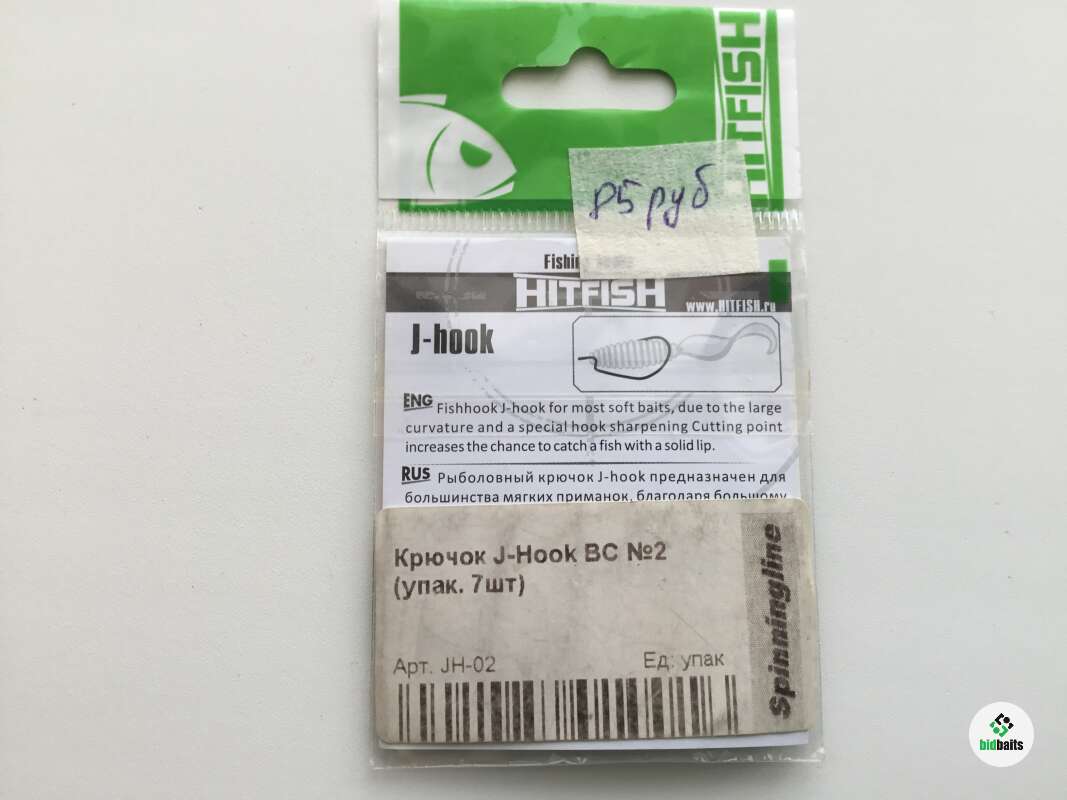 HITFISH
85 руб
HITFISH
www.HITFISH.ru
J-hook
ENG Fishhook J-hook for most soft baits, due to the large
curvature and a special hook sharpening Cutting point
increases the chance to catch a fish with a solid lip.
RUS Рыболовный крючок J-hook предназначен для
большинства мягких приманок, благодаря большому
Крючок J-Hook BC №2
(упак. 7шт)
Арт. JH-02
Ед: упак
Spinningline
bidbaits